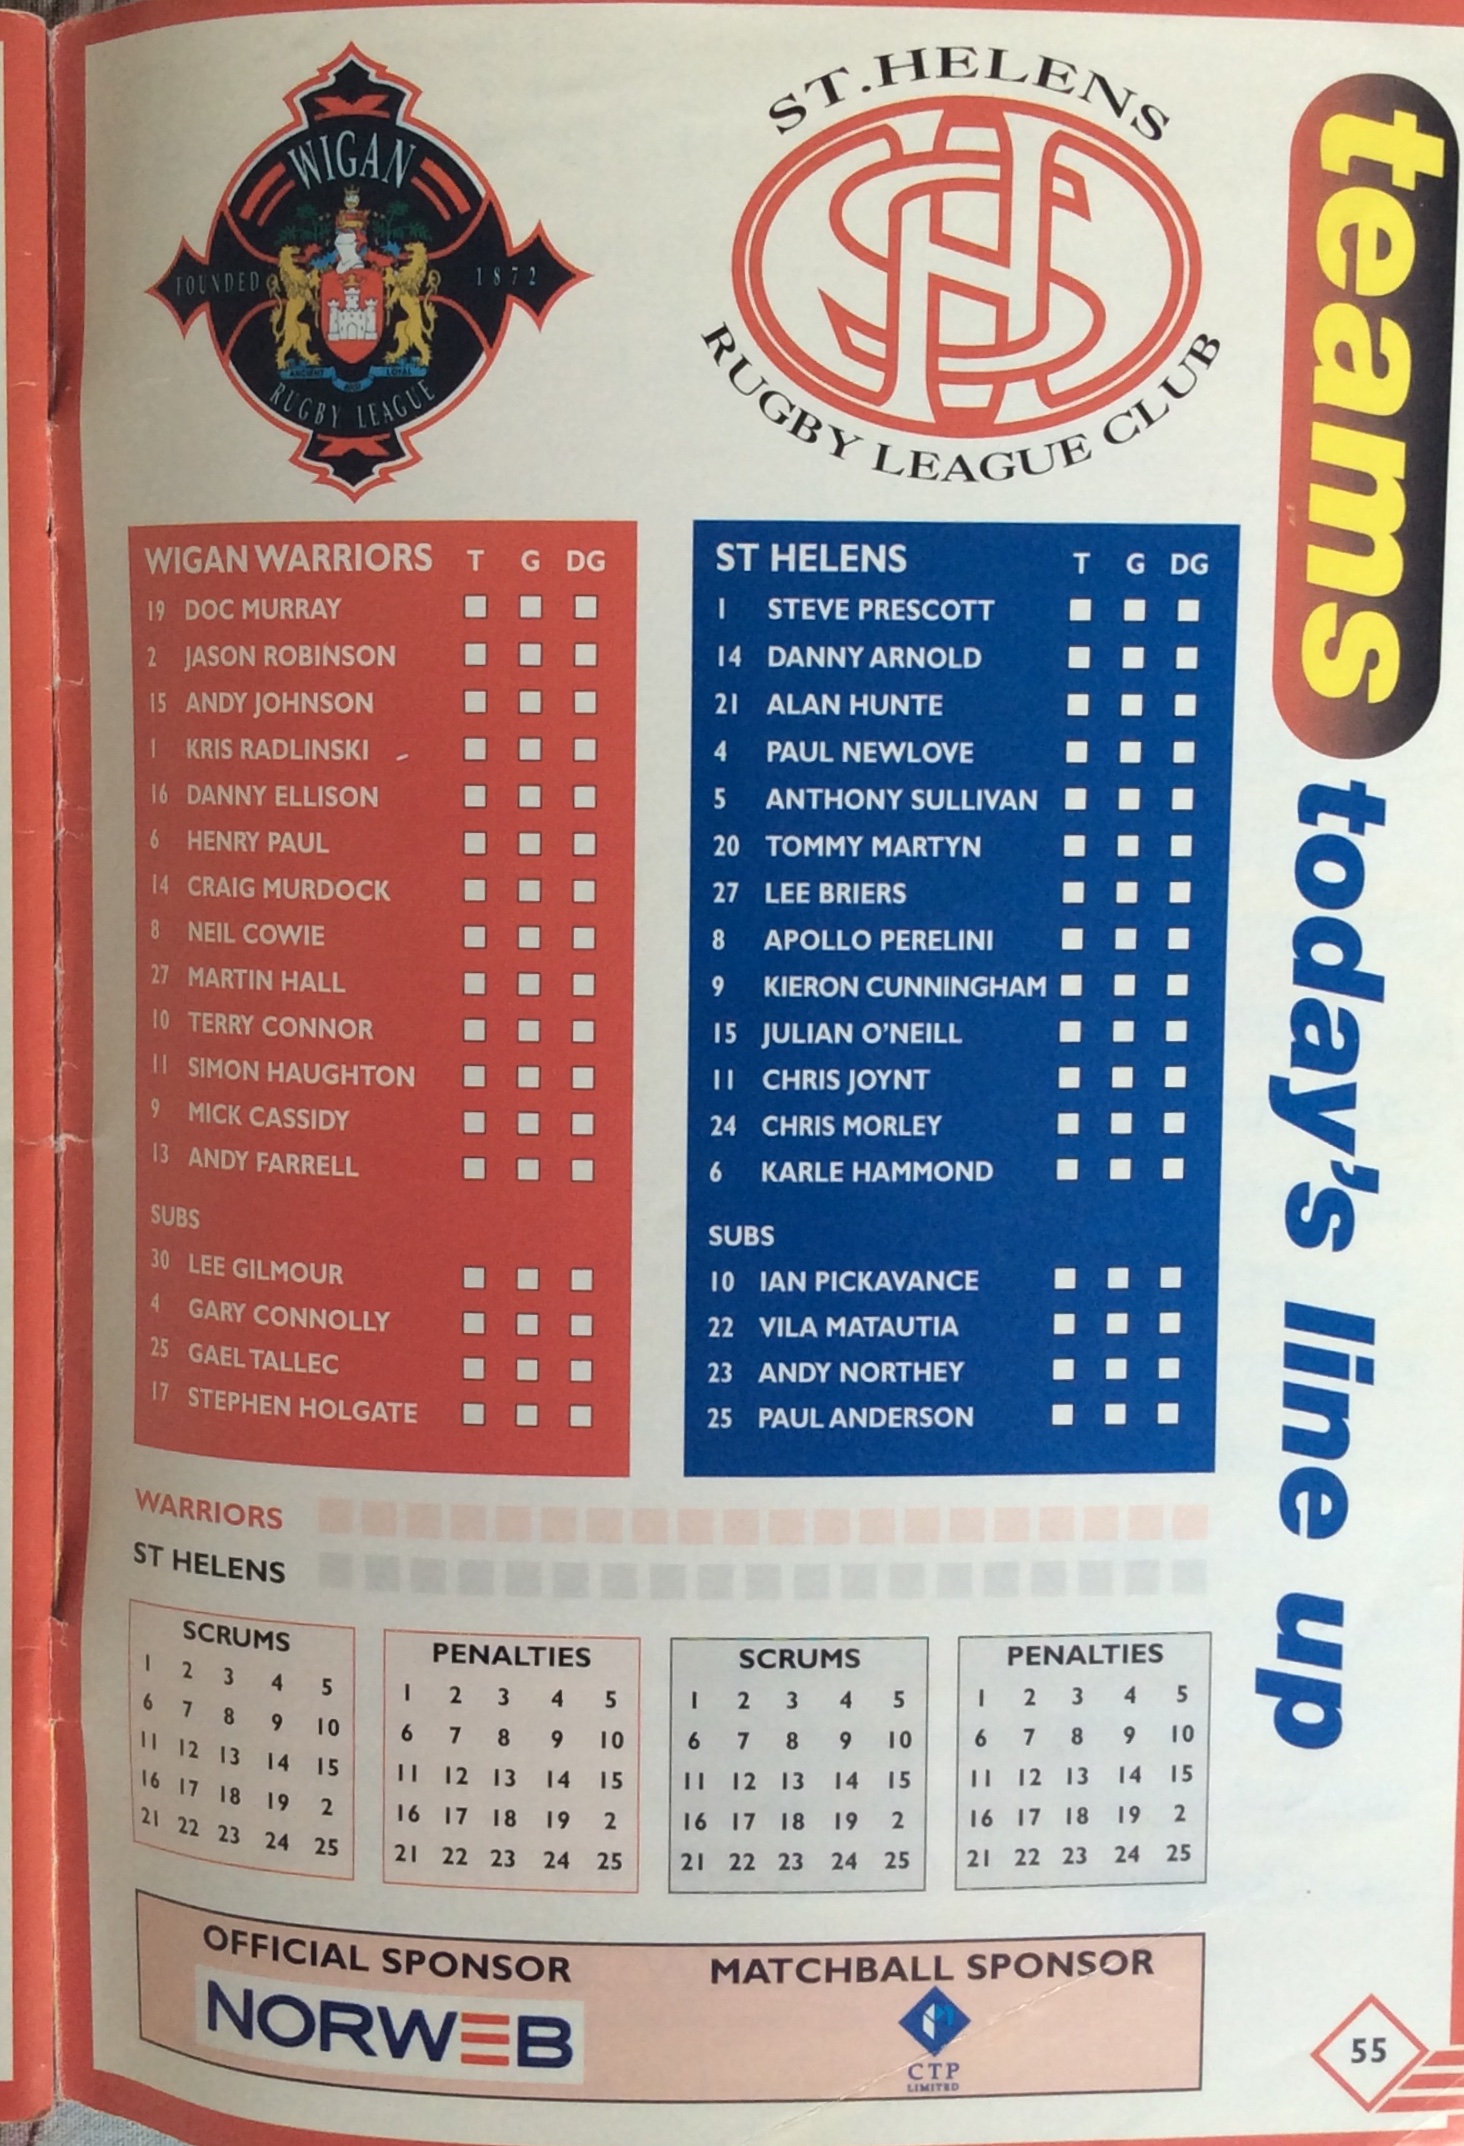 WIGAN
FOUNDED 1872
ANCIENT AND LOYAL
RUGBY LEAGUE
ST.HELENS
RUGBY LEAGUE CLUB
teams today's line up
WIGAN WARRIORS T G DG
19 DOC MURRAY
2 JASON ROBINSON
15 ANDY JOHNSON
1 KRIS RADLINSKI
16 DANNY ELLISON
6 HENRY PAUL
14 CRAIG MURDOCK
8 NEIL COWIE
27 MARTIN HALL
10 TERRY CONNOR
11 SIMON HAUGHTON
9 MICK CASSIDY
13 ANDY FARRELL
SUBS
30 LEE GILMOUR
4 GARY CONNOLLY
25 GAEL TALLEC
17 STEPHEN HOLGATE
ST HELENS T G DG
1 STEVE PRESCOTT
14 DANNY ARNOLD
21 ALAN HUNTE
4 PAUL NEWLOVE
5 ANTHONY SULLIVAN
20 TOMMY MARTYN
27 LEE BRIERS
8 APOLLO PERELINI
9 KIERON CUNNINGHAM
15 JULIAN O'NEILL
11 CHRIS JOYNT
24 CHRIS MORLEY
6 KARLE HAMMOND
SUBS
10 IAN PICKAVANCE
22 VILA MATAUTIA
23 ANDY NORTHEY
25 PAUL ANDERSON
WARRIORS
ST HELENS
SCRUMS
1 2 3 4 5
6 7 8 9 10
11 12 13 14 15
16 17 18 19 2
21 22 23 24 25
PENALTIES
1 2 3 4 5
6 7 8 9 10
11 12 13 14 15
16 17 18 19 2
21 22 23 24 25
SCRUMS
1 2 3 4 5
6 7 8 9 10
11 12 13 14 15
16 17 18 19 2
21 22 23 24 25
PENALTIES
1 2 3 4 5
6 7 8 9 10
11 12 13 14 15
16 17 18 19 2
21 22 23 24 25
OFFICIAL SPONSOR
NORWEB
MATCHBALL SPONSOR
CTP
LIMITED
55